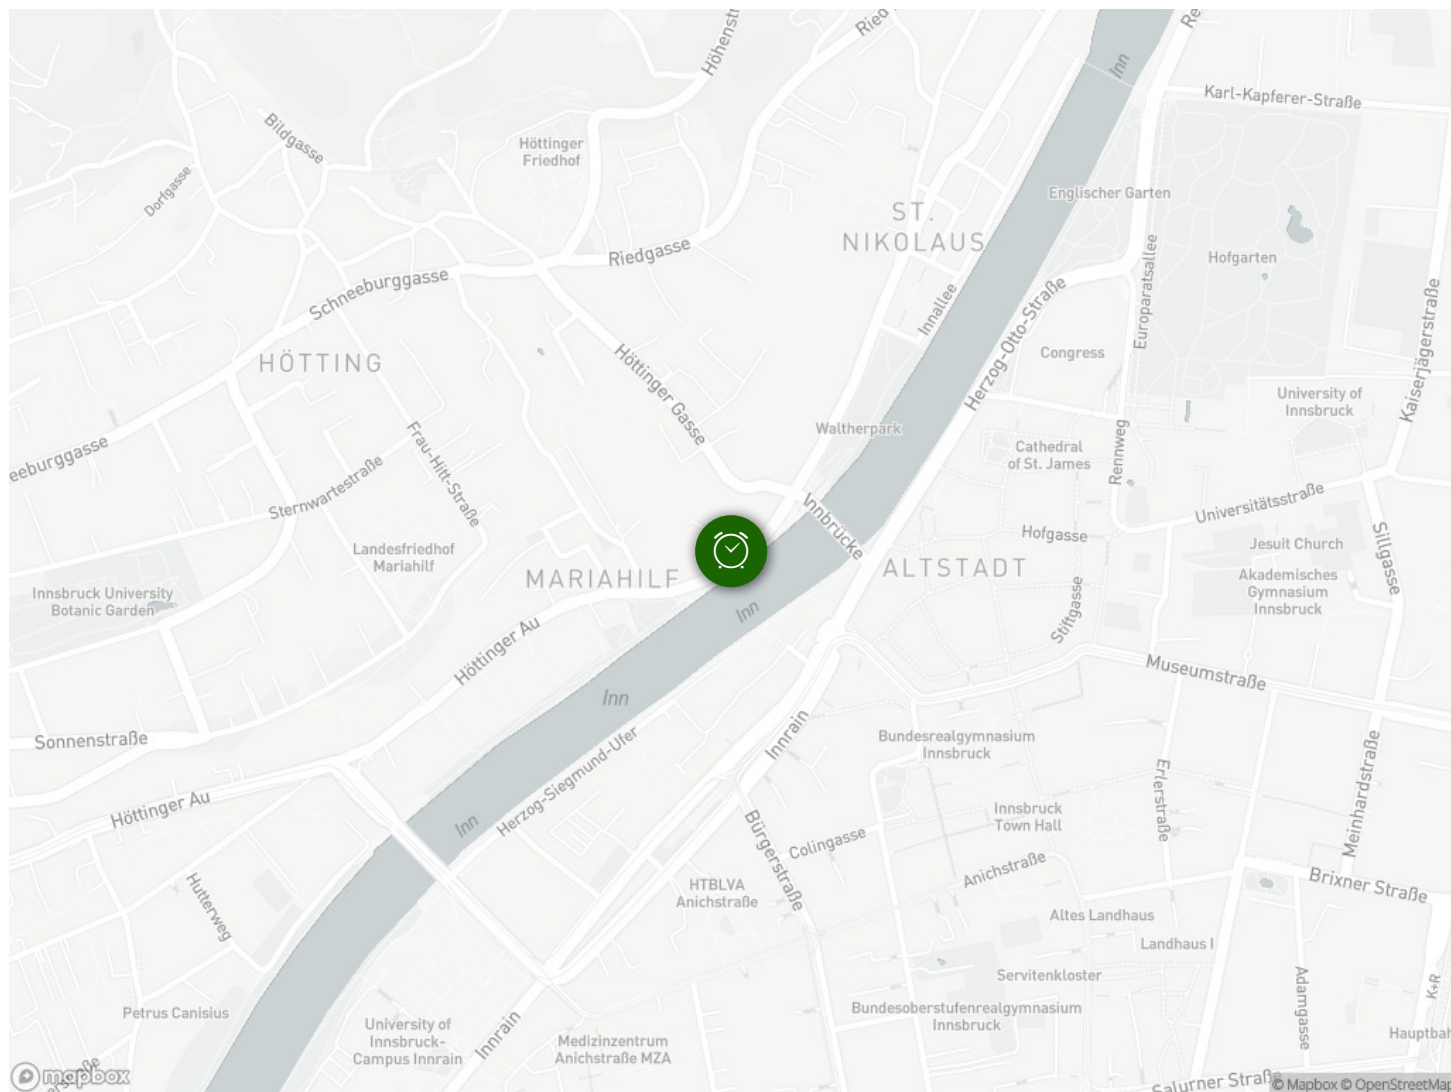 Höhenstr
Ried
Re
Inn
Karl-Kapferer-Straße
Bildgasse
Höttinger
Friedhof
Dorfgasse
Englischer Garten
ST.
NIKOLAUS
Riedgasse
Hofgarten
Schneeburggasse
Innallee
Herzog-Otto-Straße
Europaratsallee
Kaiserjägerstraße
HÖTTING
Höttinger Gasse
Congress
University of
Innsbruck
eeburggasse
Frau-Hitt-Straße
Waltherpark
Cathedral
of St. James
Rennweg
Sternwartestraße
Universitätsstraße
Innbrücke
Hofgasse
Jesuit Church
Sillgasse
Landesfriedhof
Mariahilf
MARIAHILF
ALTSTADT
Akademisches
Gymnasium
Innsbruck
Innsbruck University
Botanic Garden
Inn
Stiftgasse
Höttinger Au
Museumstraße
Inn
Sonnenstraße
Innrain
Bundesrealgymnasium
Innsbruck
Herzog-Siegmund-Ufer
Meinhardstraße
Erlerstraße
Höttinger Au
Inn
Innsbruck
Town Hall
Bürgerstraße
Colingasse
Anichstraße
HTBLVA
Anichstraße
Brixner Straße
Hutterweg
Altes Landhaus
Landhaus I
Servitenkloster
Adamgasse
K+R
Petrus Canisius
Bundesoberstufenrealgymnasium
Innsbruck
University of
Innsbruck-
Campus Innrain
Innrain
Medizinzentrum
Anichstraße MZA
Hauptbah
mapbox
Salurner Straße
© Mapbox © OpenStreetMap